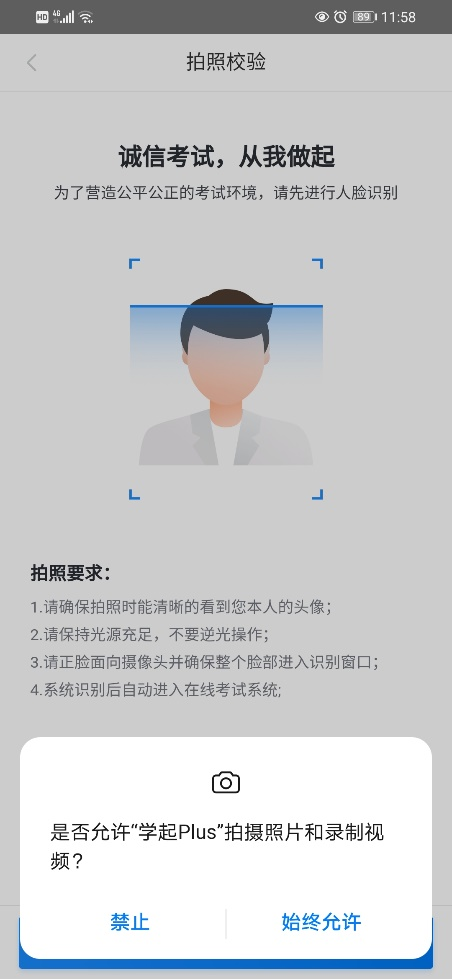 HD 4G 89 11:58
拍照校验
诚信考试，从我做起
为了营造公平公正的考试环境，请先进行人脸识别
拍照要求：
1.请确保拍照时能清晰的看到您本人的头像；
2.请保持光源充足，不要逆光操作；
3.请正脸面向摄像头并确保整个脸部进入识别窗口；
4.系统识别后自动进入在线考试系统;
是否允许“学起Plus”拍摄照片和录制视
频？
禁止 始终允许